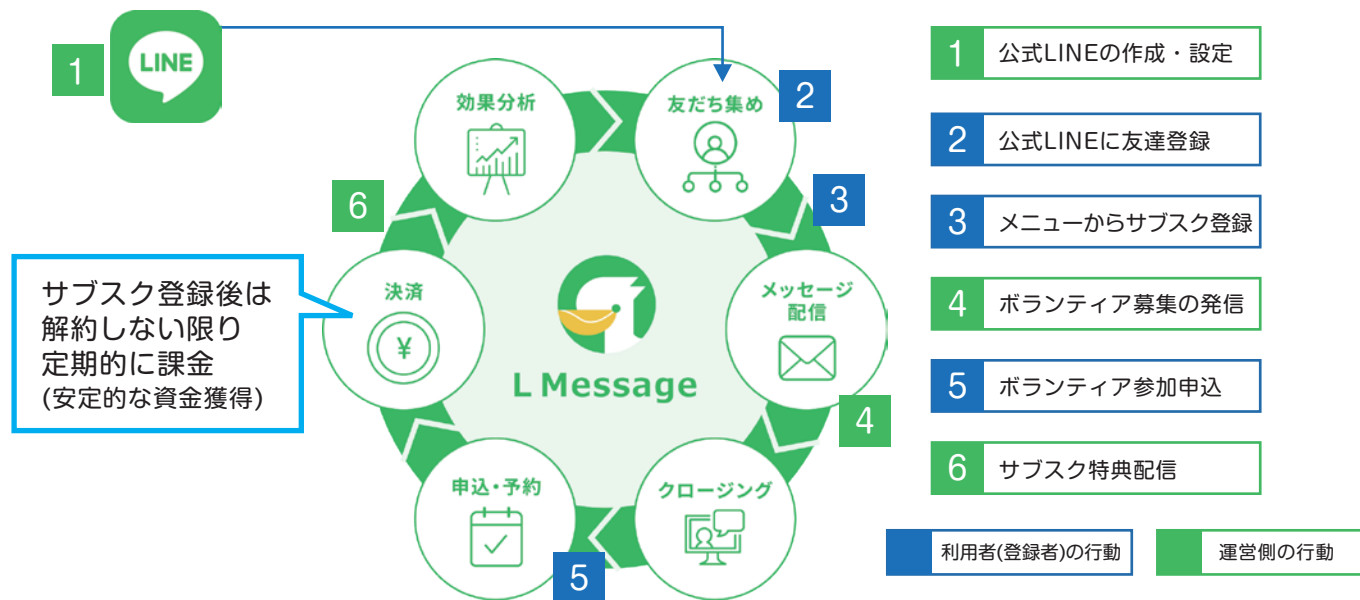 1
LINE
効果分析
友だち集め
2
6
3
サブスク登録後は
解約しない限り
定期的に課金
(安定的な資金獲得)
決済
¥
メッセージ
配信
L Message
4
申込・予約
クロージング
5
1 公式LINEの作成・設定
2 公式LINEに友達登録
3 メニューからサブスク登録
4 ボランティア募集の発信
5 ボランティア参加申込
6 サブスク特典配信
利用者(登録者)の行動
運営側の行動